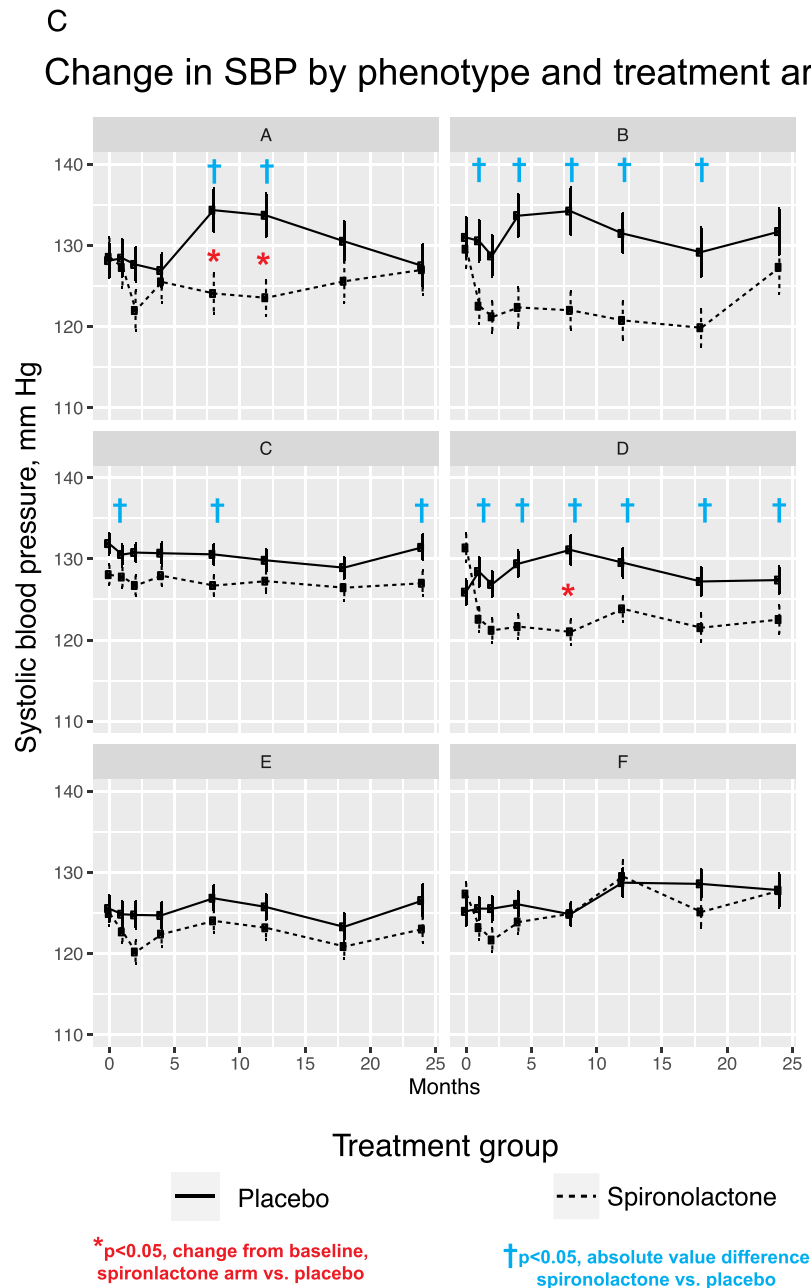 C
Change in SBP by phenotype and treatment ar
A B
† † † † † † †
140
130
* *
120
110
C D
† † † † † † † † †
140
130
*
120
110
Systolic blood pressure, mm Hg
E F
140
130
120
110
0 5 10 15 20 25 0 5 10 15 20 25
Months
Treatment group
Placebo Spironolactone
*p<0.05, change from baseline,
spironlactone arm vs. placebo
†p<0.05, absolute value difference
spironolactone vs. placebo